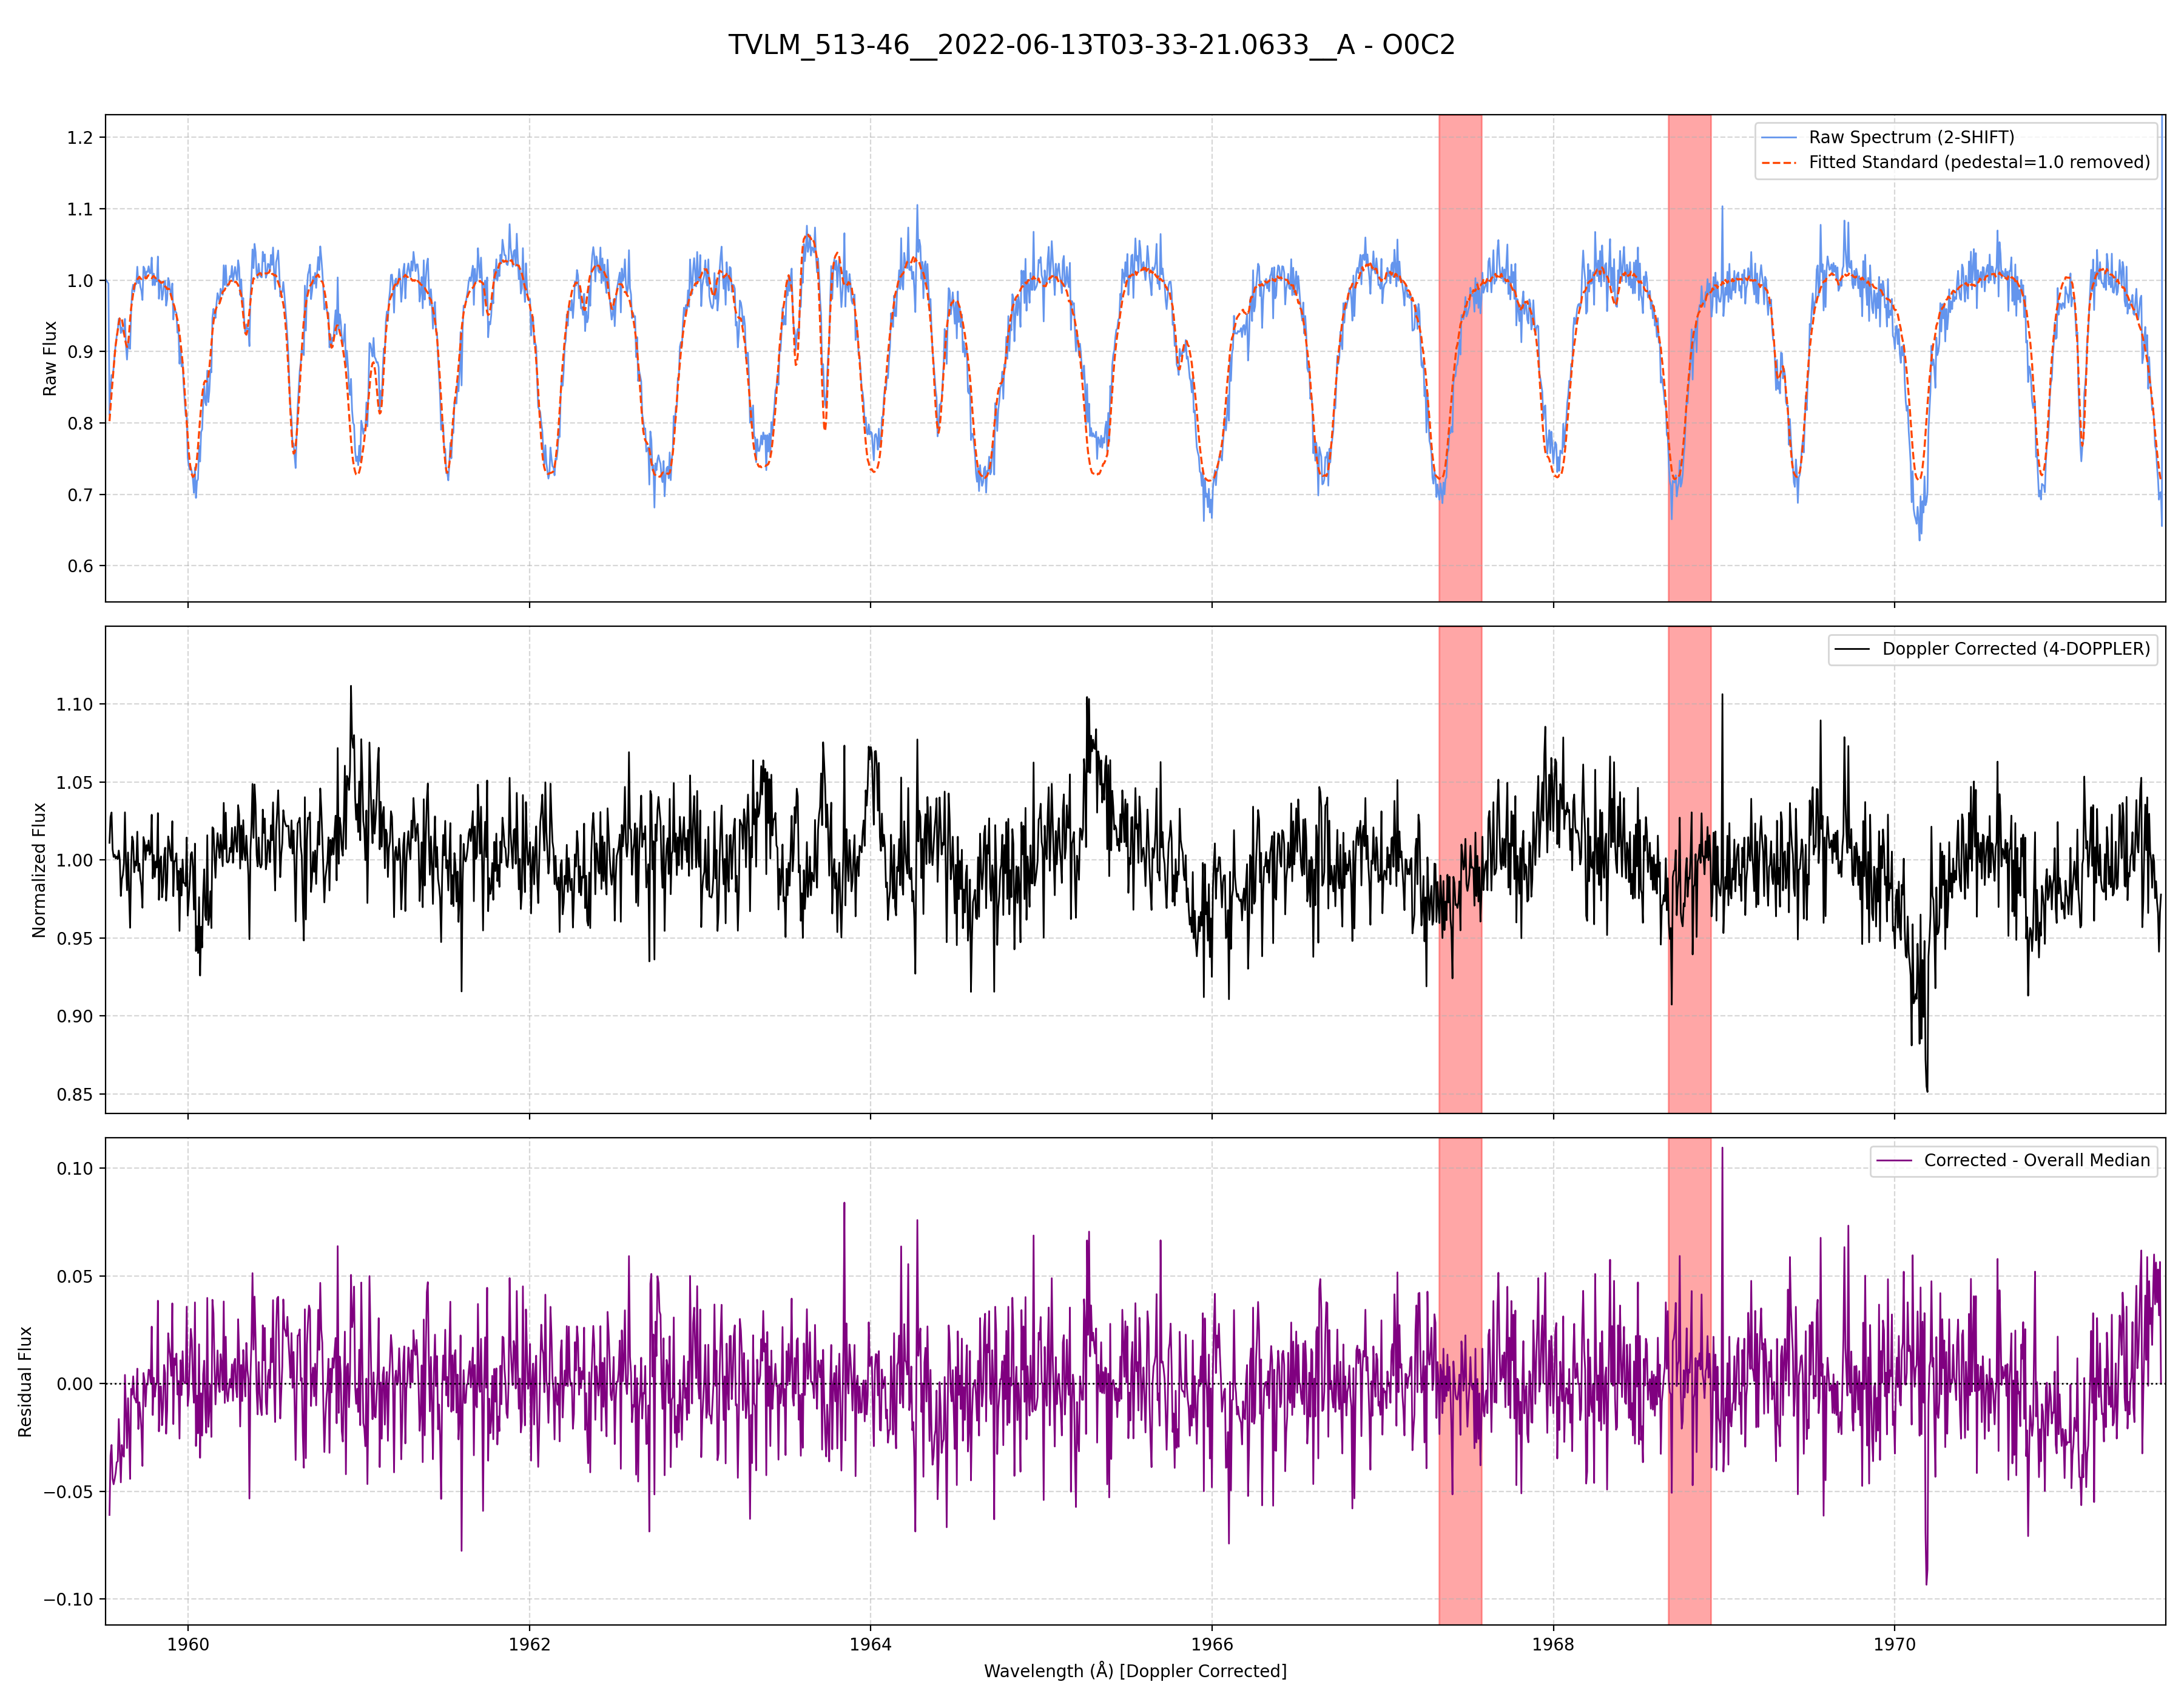 TVLM_513-46__2022-06-13T03-33-21.0633__A - O0C2
1.2
1.1
1.0
0.9
0.8
0.7
0.6
Raw Flux
Raw Spectrum (2-SHIFT)
Fitted Standard (pedestal=1.0 removed)
1.10
1.05
1.00
0.95
0.90
0.85
Normalized Flux
Doppler Corrected (4-DOPPLER)
0.10
0.05
0.00
−0.05
−0.10
Residual Flux
Corrected - Overall Median
1960 1962 1964 1966 1968 1970
Wavelength (Å) [Doppler Corrected]